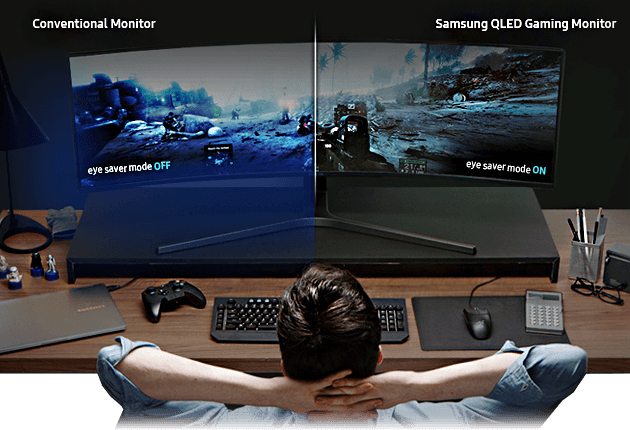 Conventional Monitor
Samsung QLED Gaming Monitor
eye saver mode OFF
eye saver mode ON